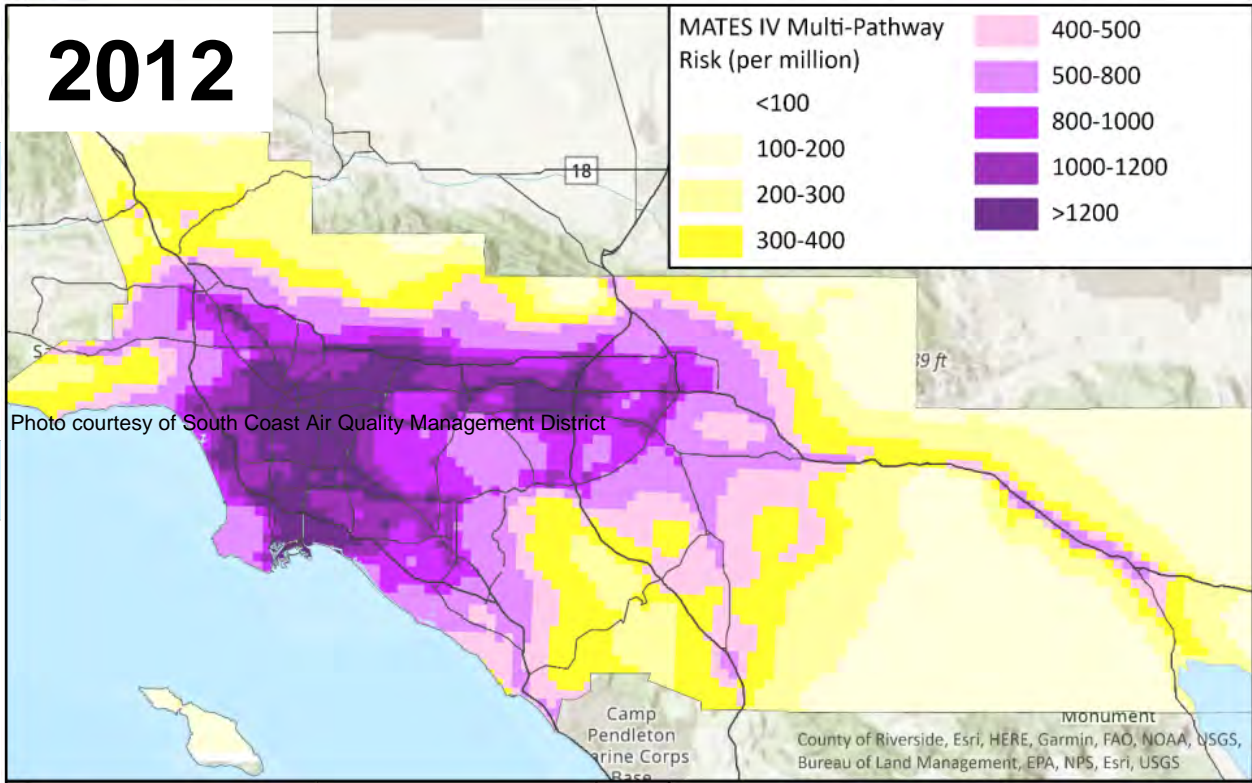 2012
MATES IV Multi-Pathway
Risk (per million)
<100
100-200
200-300
300-400
400-500
500-800
800-1000
1000-1200
>1200
18
89 ft
Photo courtesy of South Coast Air Quality Management District
Camp
Pendleton
arine Corps
Base
Monument
County of Riverside, Esri, HERE, Garmin, FAO, NOAA, USGS,
Bureau of Land Management, EPA, NPS, Esri, USGS